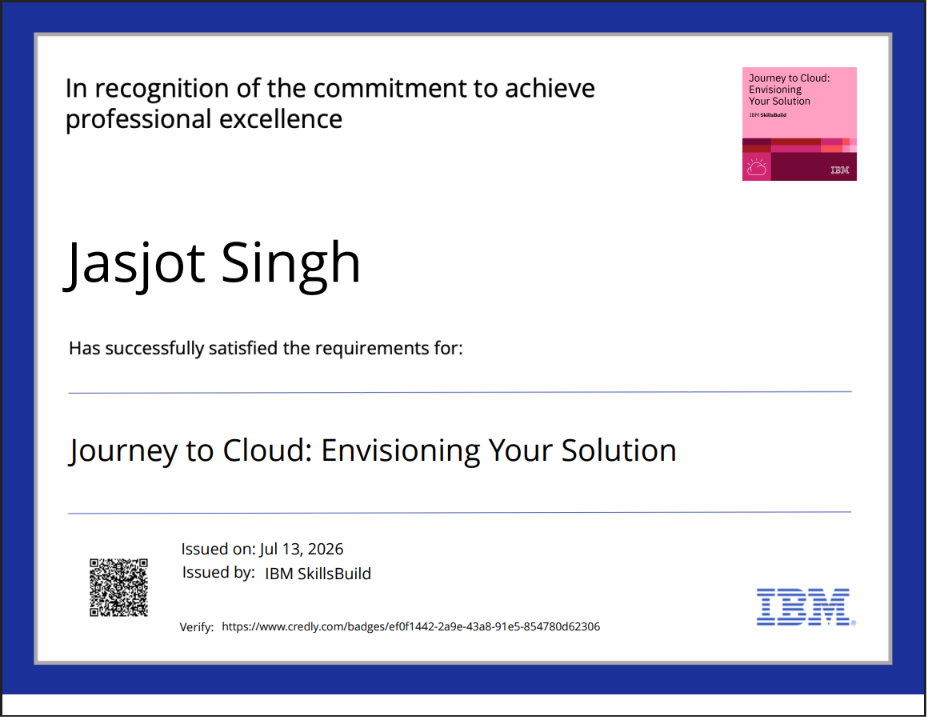 In recognition of the commitment to achieve
professional excellence
Journey to Cloud:
Envisioning
Your Solution
IBM SkillsBuild
IBM
Jasjot Singh
Has successfully satisfied the requirements for:
Journey to Cloud: Envisioning Your Solution
Issued on: Jul 13, 2026
Issued by: IBM SkillsBuild
Verify: https://www.credly.com/badges/ef0f1442-2a9e-43a8-91e5-854780d62306
IBM®